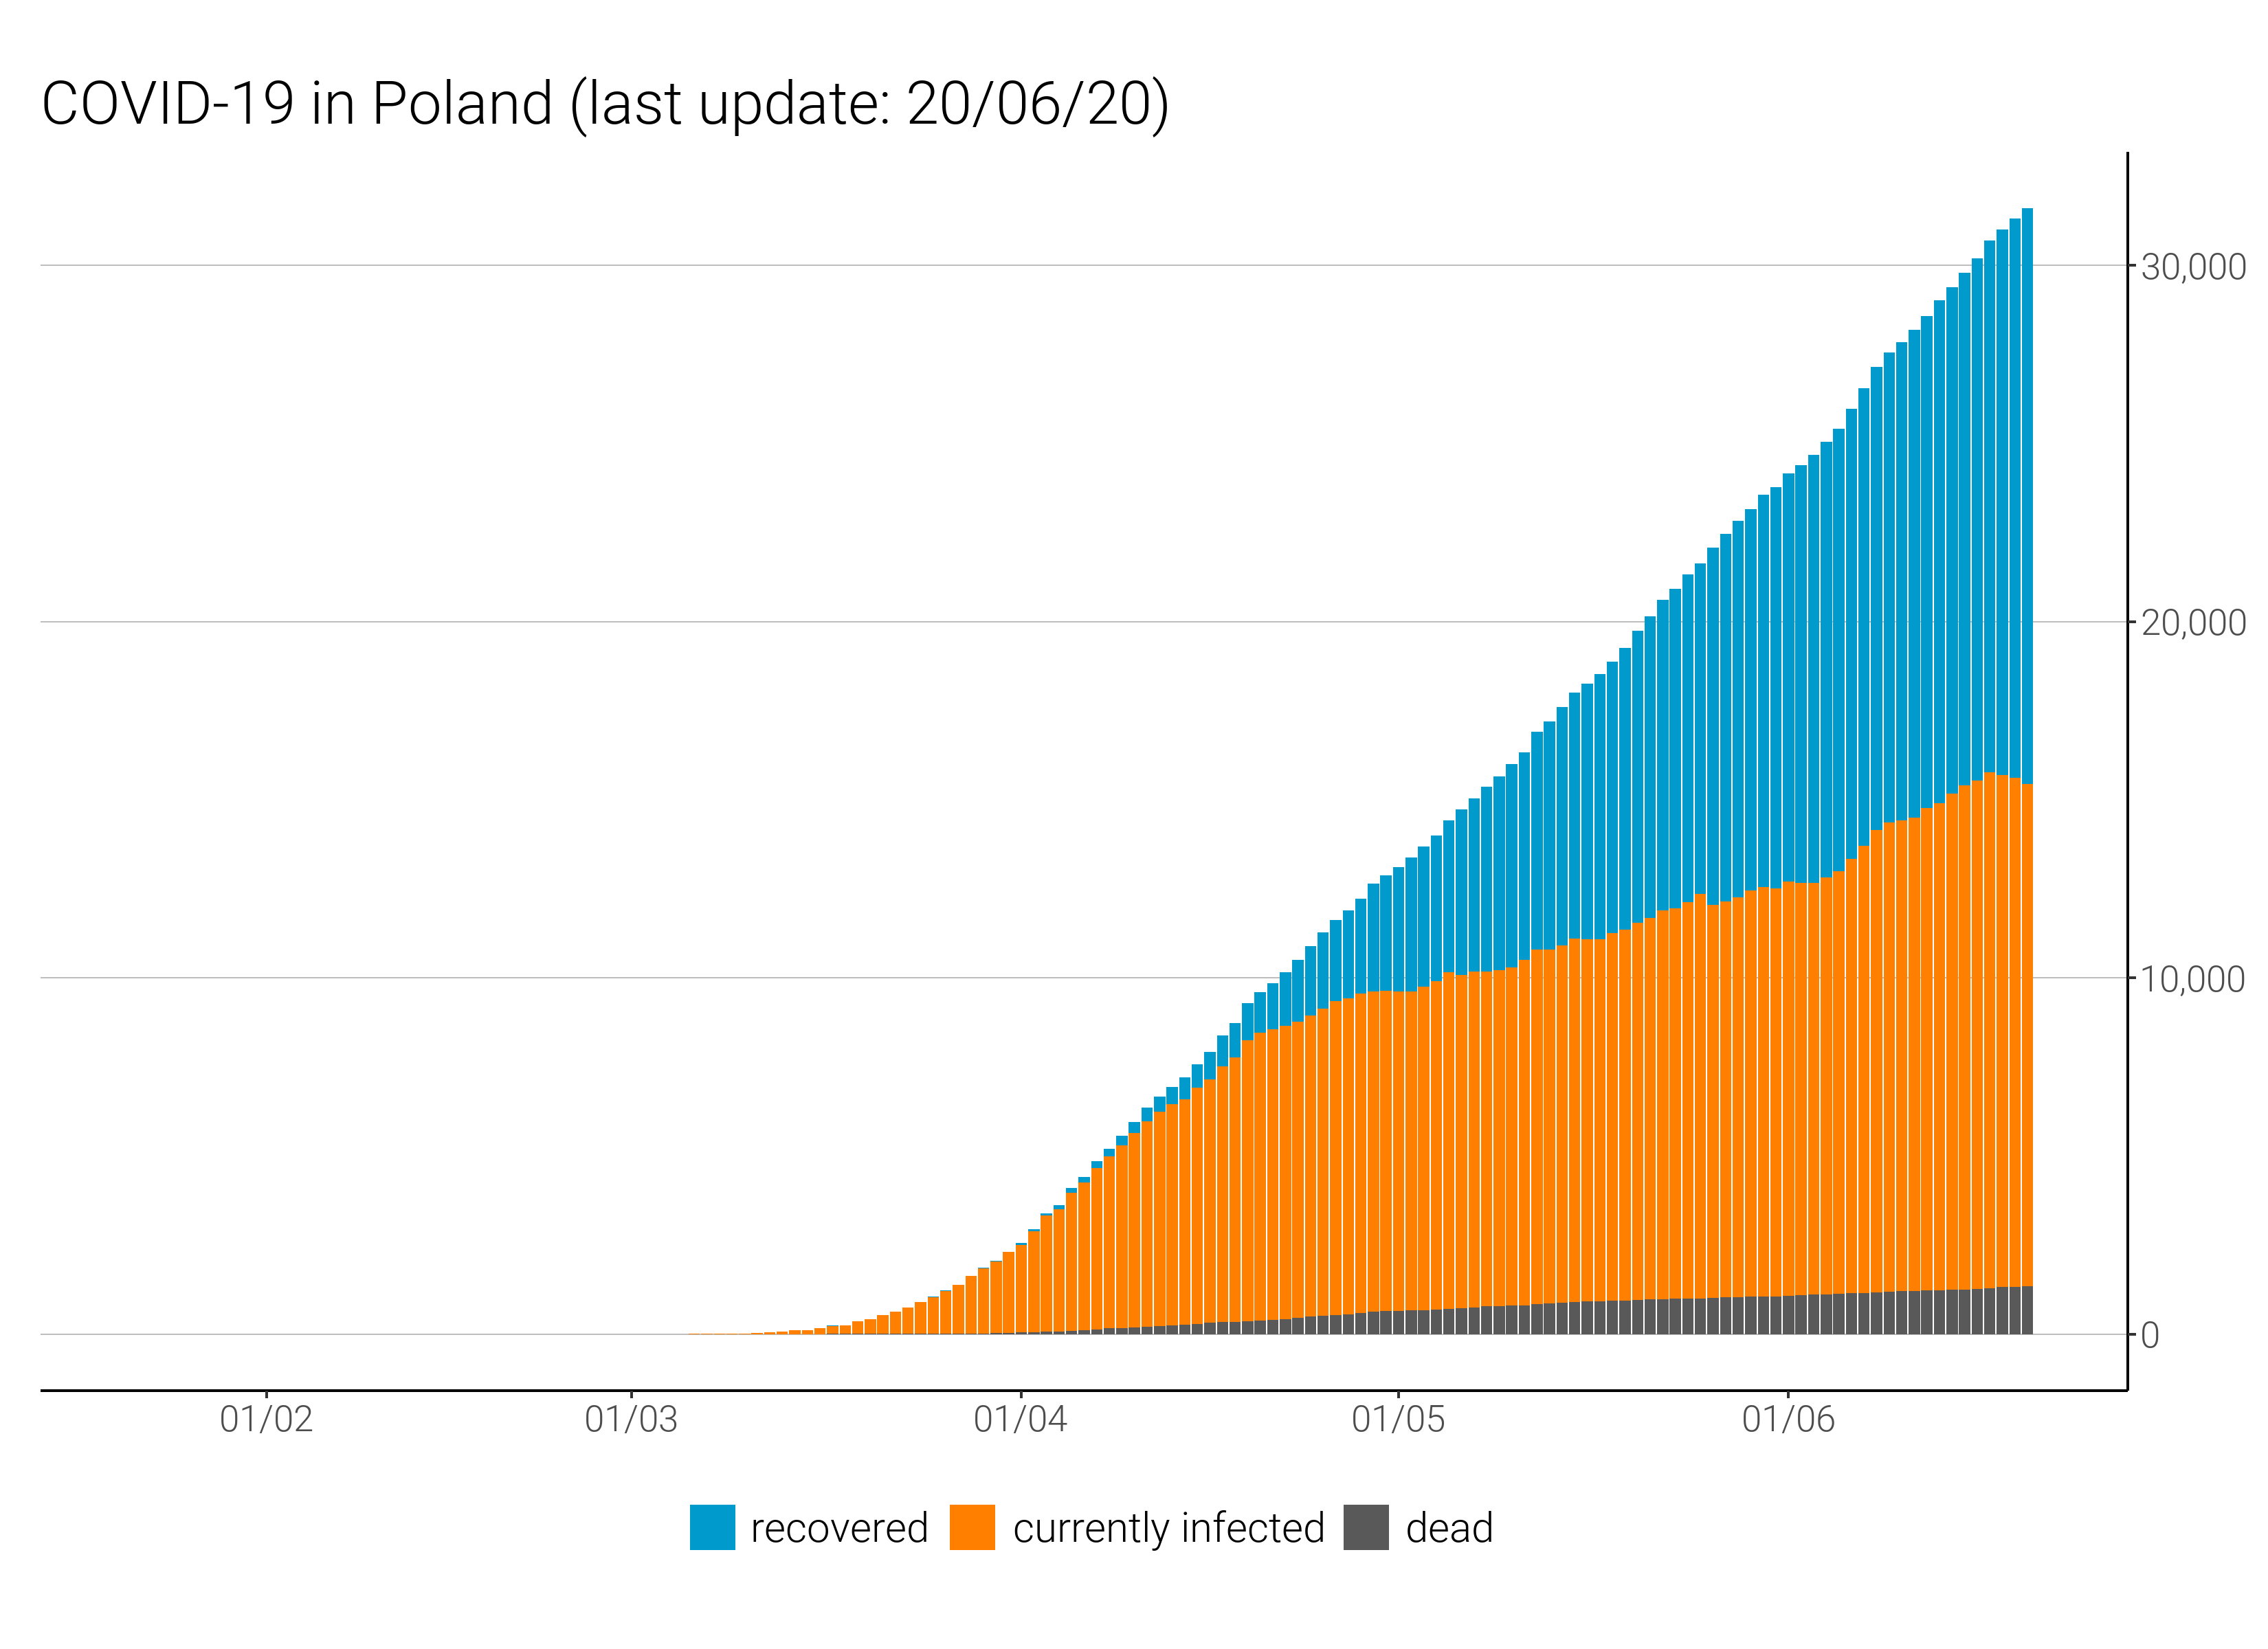 COVID-19 in Poland (last update: 20/06/20)
30,000
20,000
10,000
0
01/02 01/03 01/04 01/05 01/06
recovered currently infected dead